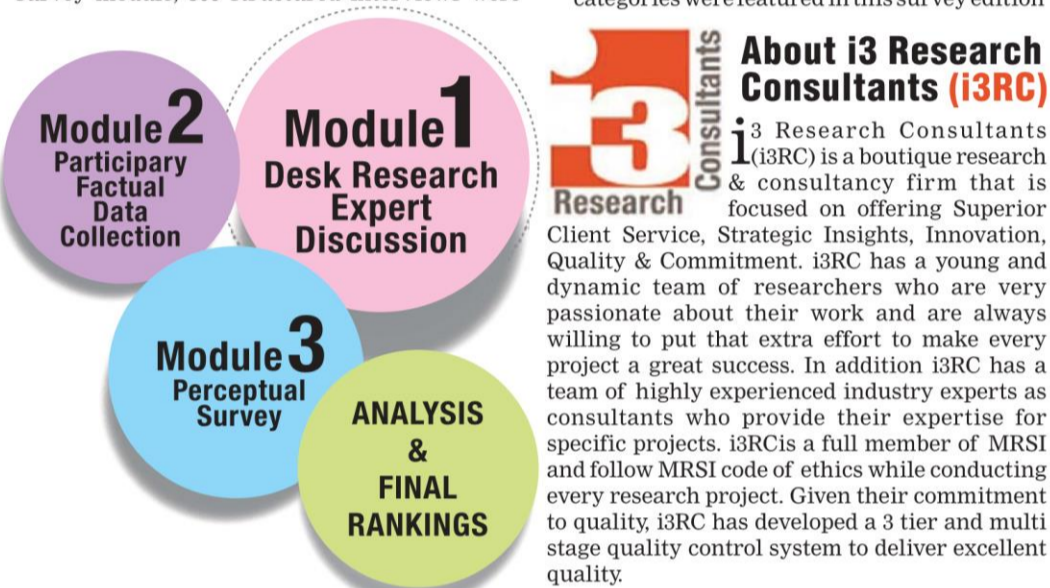 categories were featured in this survey edition
Module 1
Desk Research
Expert
Discussion
Module 2
Participary
Factual
Data
Collection
Module 3
Perceptual
Survey
ANALYSIS
&
FINAL
RANKINGS
i3
Research
Consultants
About i3 Research
Consultants (i3RC)
i3 Research Consultants
(i3RC) is a boutique research
& consultancy firm that is
focused on offering Superior
Client Service, Strategic Insights, Innovation,
Quality & Commitment. i3RC has a young and
dynamic team of researchers who are very
passionate about their work and are always
willing to put that extra effort to make every
project a great success. In addition i3RC has a
team of highly experienced industry experts as
consultants who provide their expertise for
specific projects. i3RCis a full member of MRSI
and follow MRSI code of ethics while conducting
every research project. Given their commitment
to quality, i3RC has developed a 3 tier and multi
stage quality control system to deliver excellent
quality.